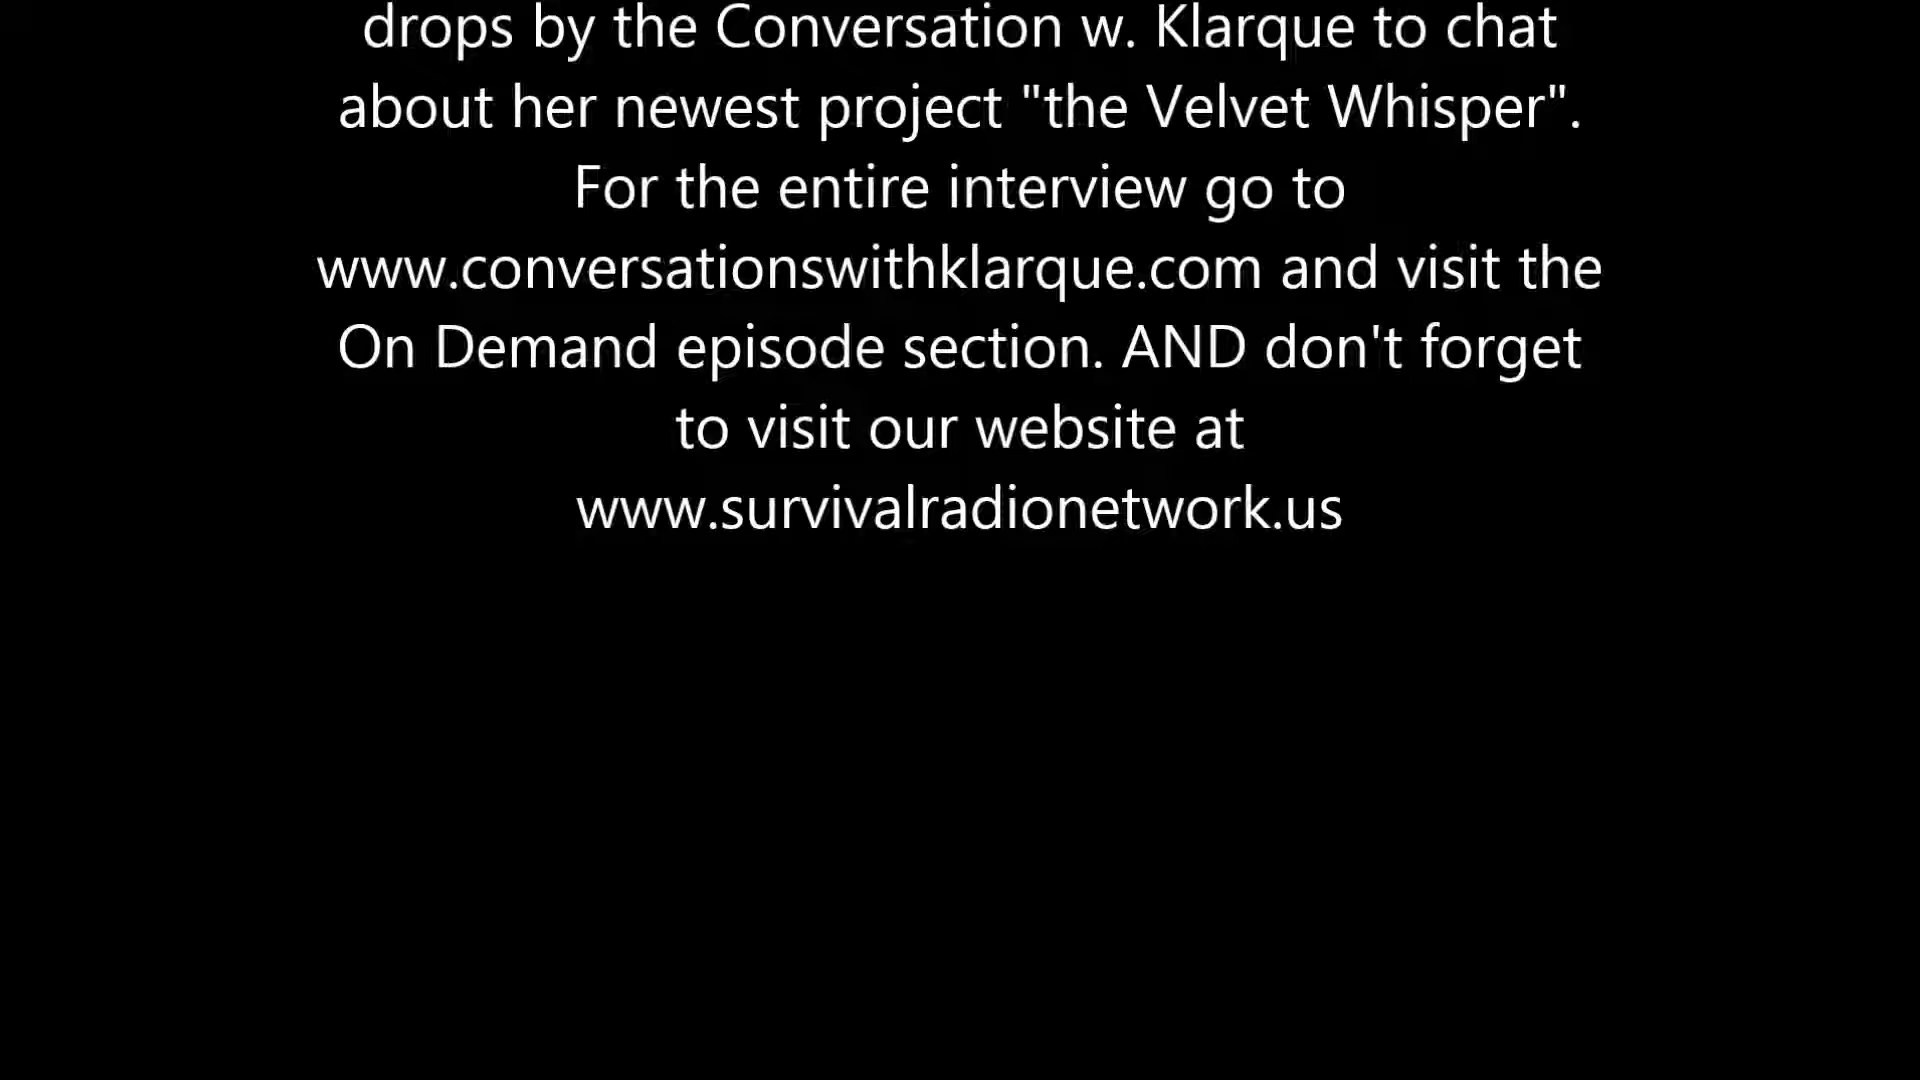 drops by the Conversation w. Klarque to chat
about her newest project "the Velvet Whisper".
For the entire interview go to
www.conversationswithklarque.com and visit the
On Demand episode section. AND don't forget
to visit our website at
www.survivalradionetwork.us